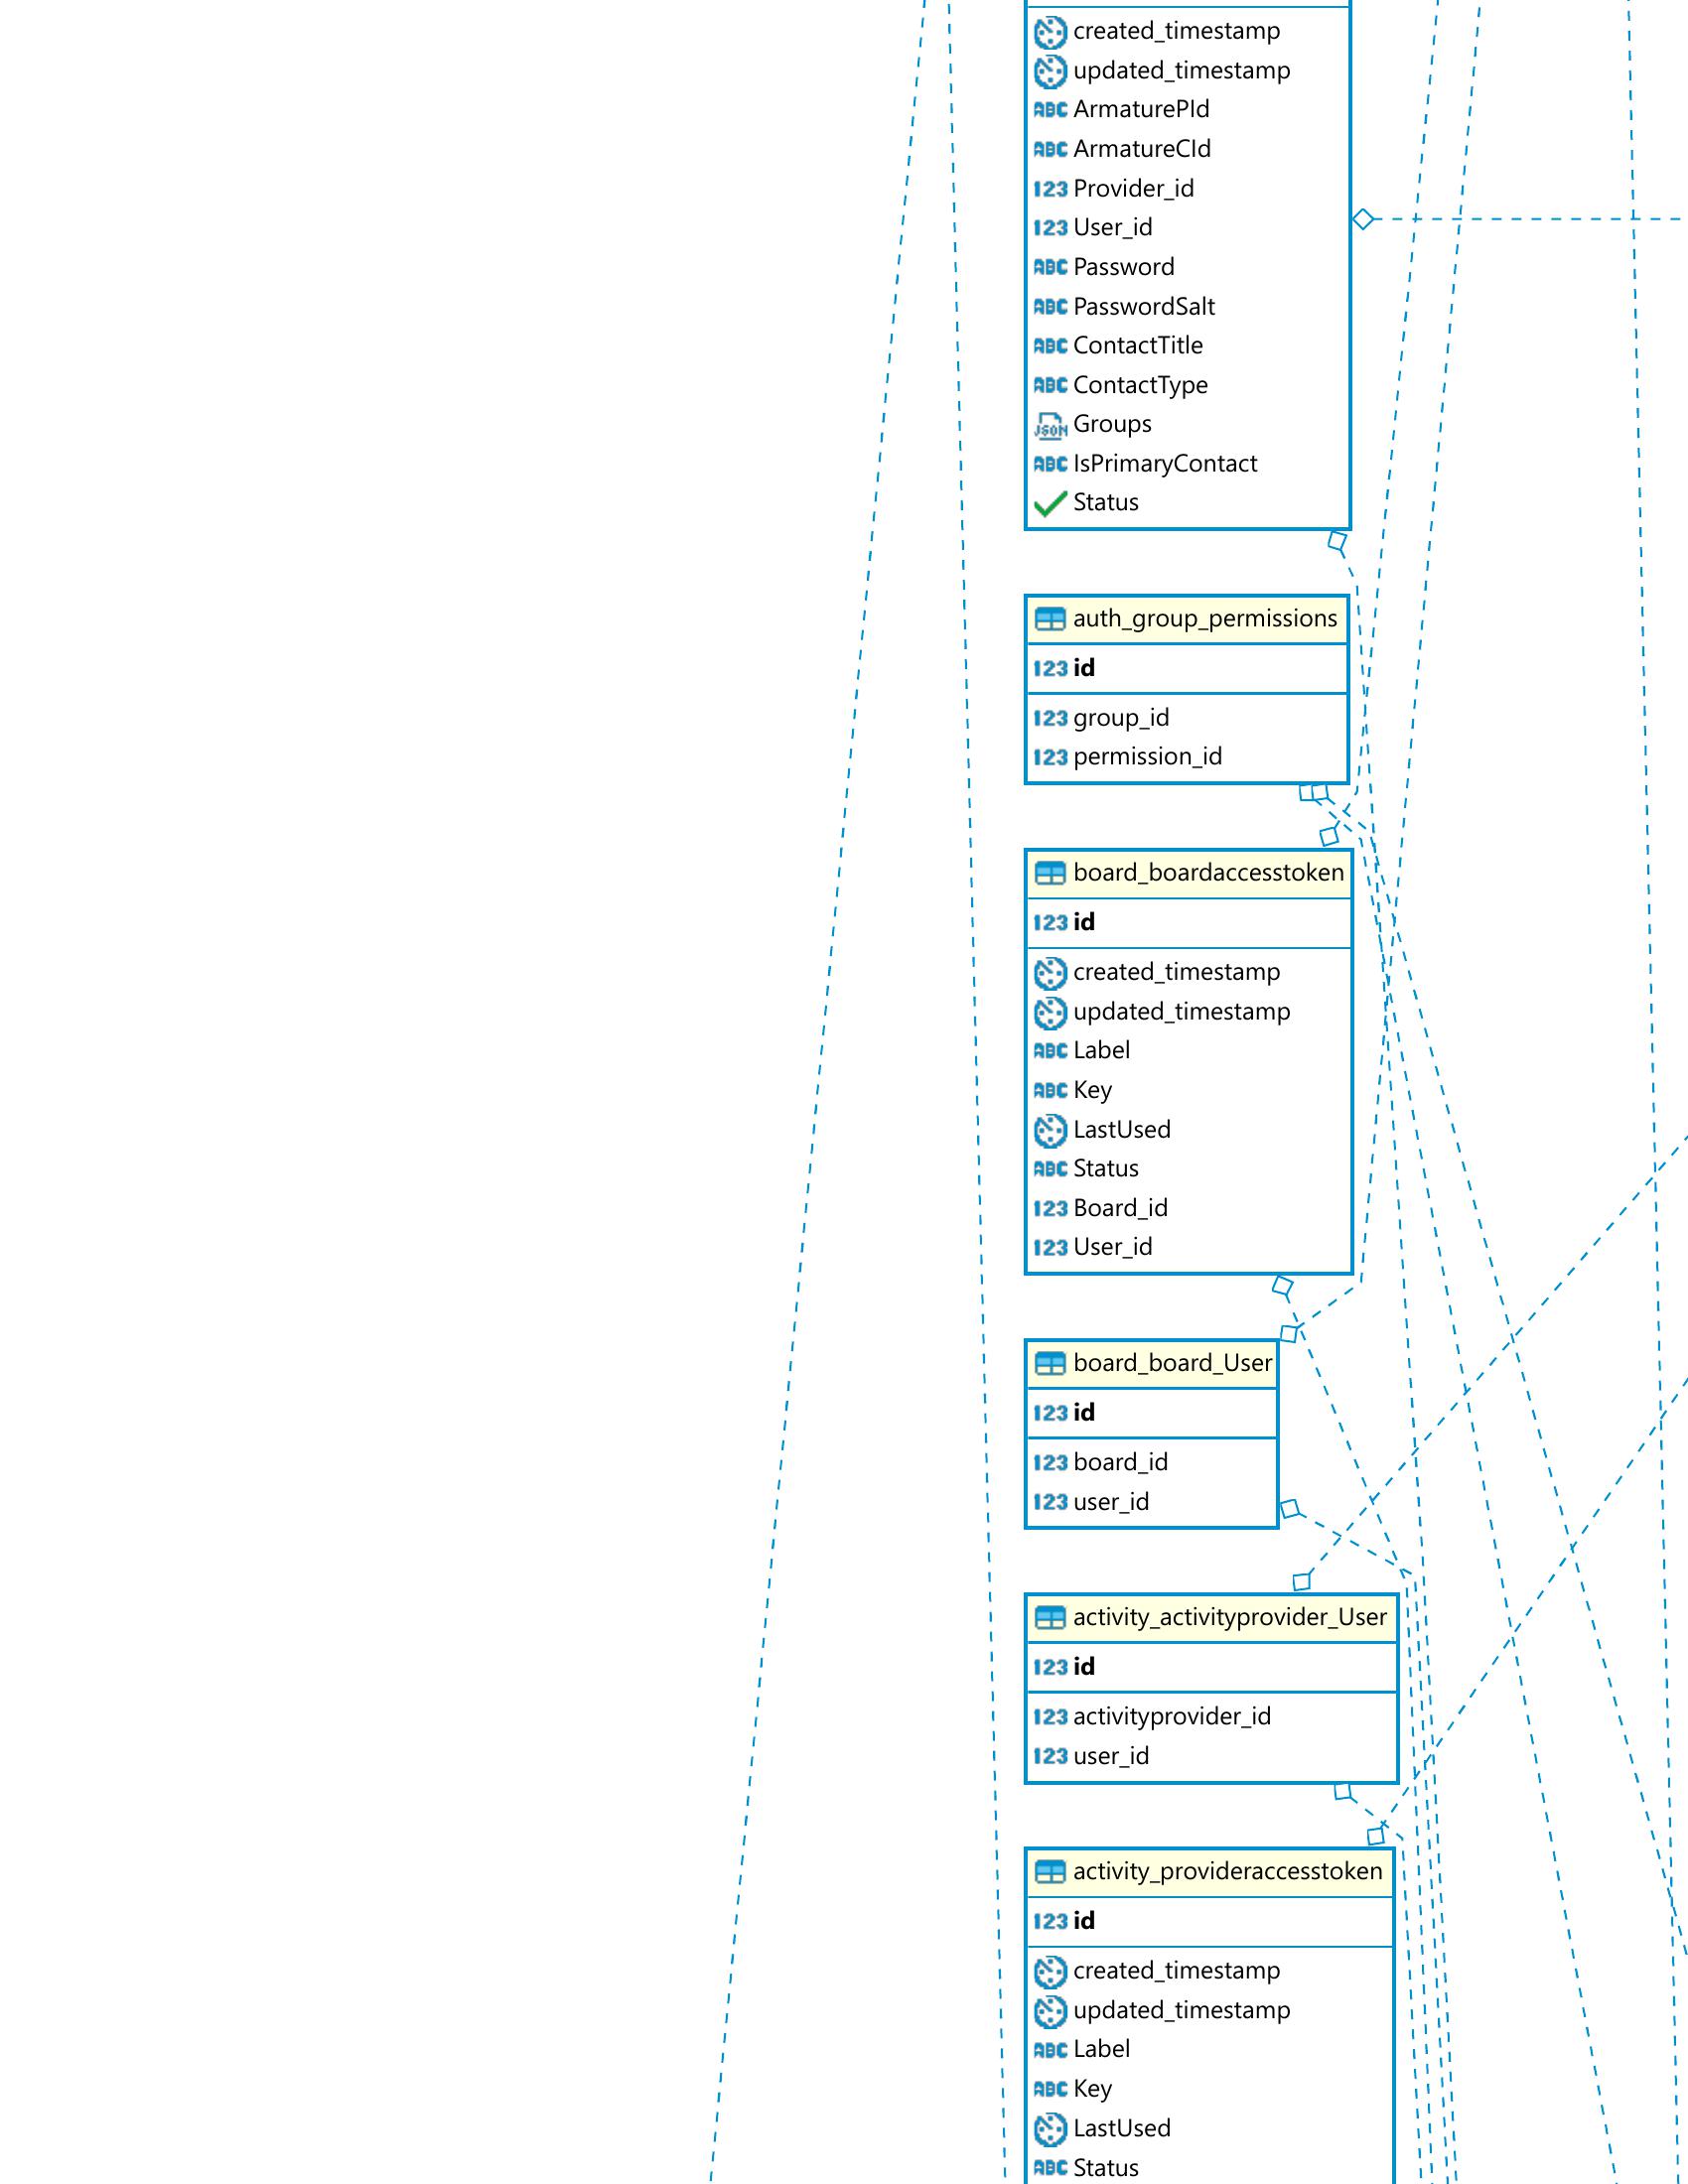 created_timestamp
updated_timestamp
ABC ArmaturePId
ABC ArmatureCId
123 Provider_id
123 User_id
ABC Password
ABC PasswordSalt
ABC ContactTitle
ABC ContactType
JSON Groups
ABC IsPrimaryContact
Status
auth_group_permissions
123 id
123 group_id
123 permission_id
board_boardaccesstoken
123 id
created_timestamp
updated_timestamp
ABC Label
ABC Key
LastUsed
ABC Status
123 Board_id
123 User_id
board_board_User
123 id
123 board_id
123 user_id
activity_activityprovider_User
123 id
123 activityprovider_id
123 user_id
activity_provideraccesstoken
123 id
created_timestamp
updated_timestamp
ABC Label
ABC Key
LastUsed
ABC Status